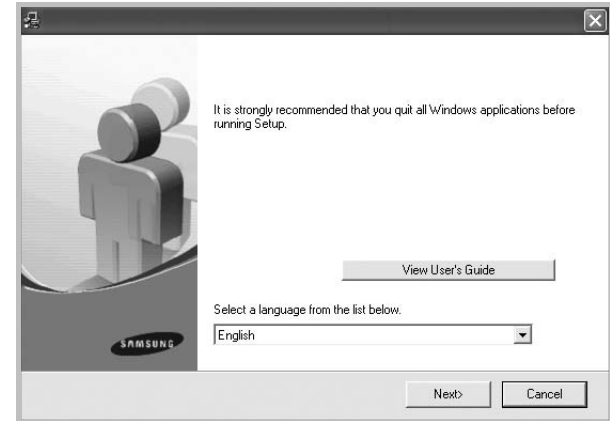 It is strongly recommended that you quit all Windows applications before
running Setup.
View User's Guide
Select a language from the list below.
English
SAMSUNG
Next>
Cancel